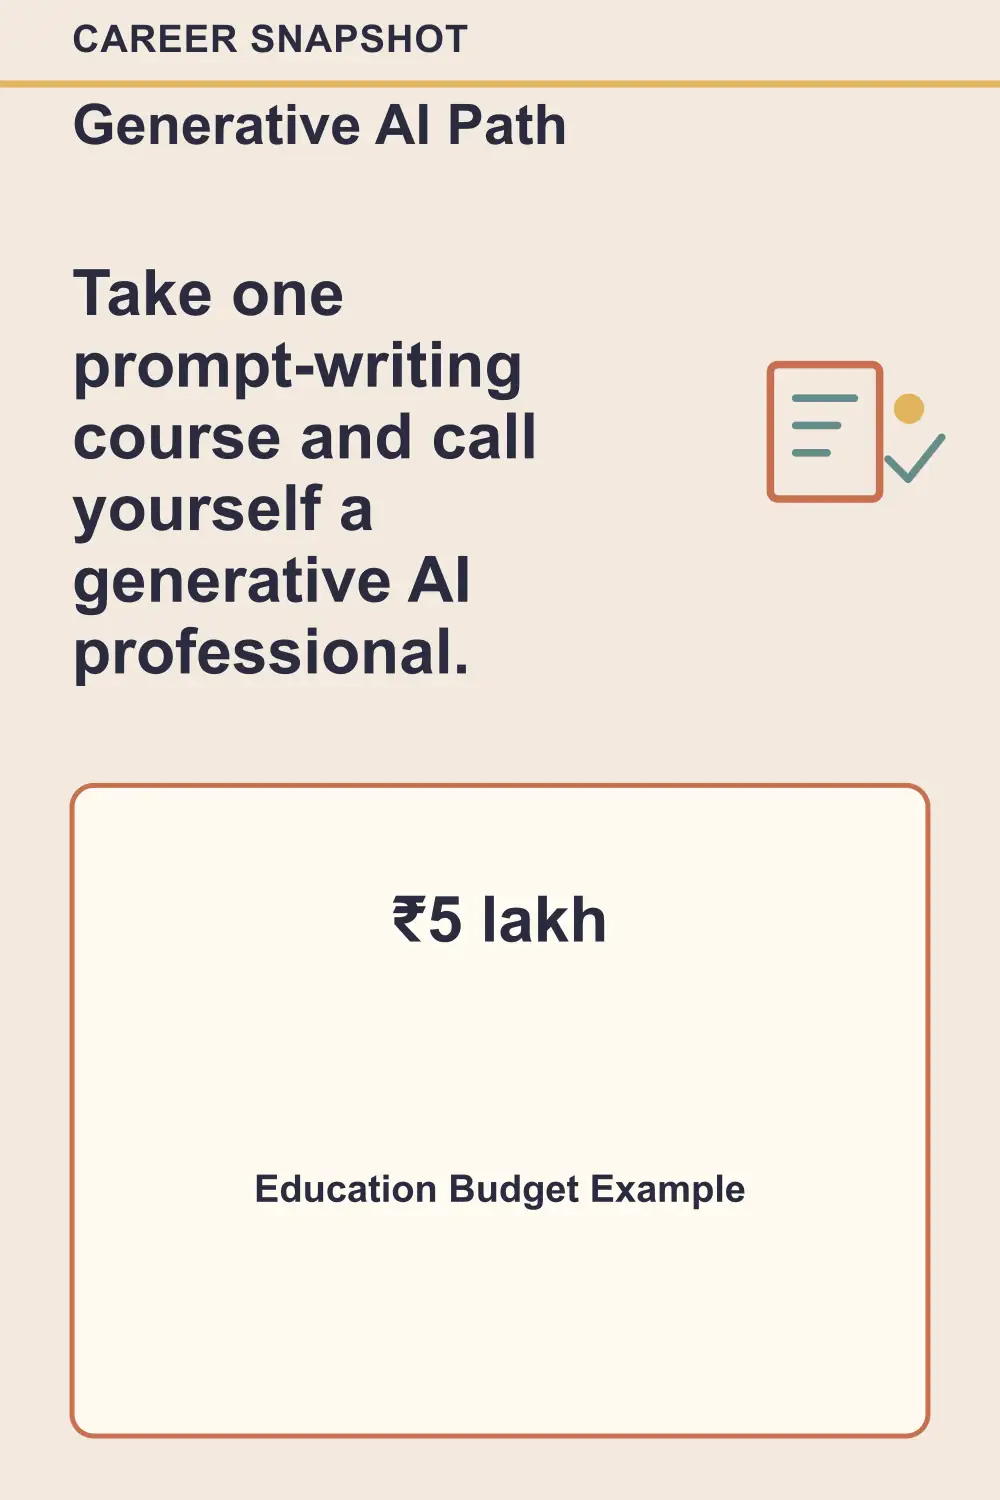 CAREER SNAPSHOT
Generative AI Path
Take one
prompt-writing
course and call
yourself a
generative AI
professional.
₹5 lakh
Education Budget Example